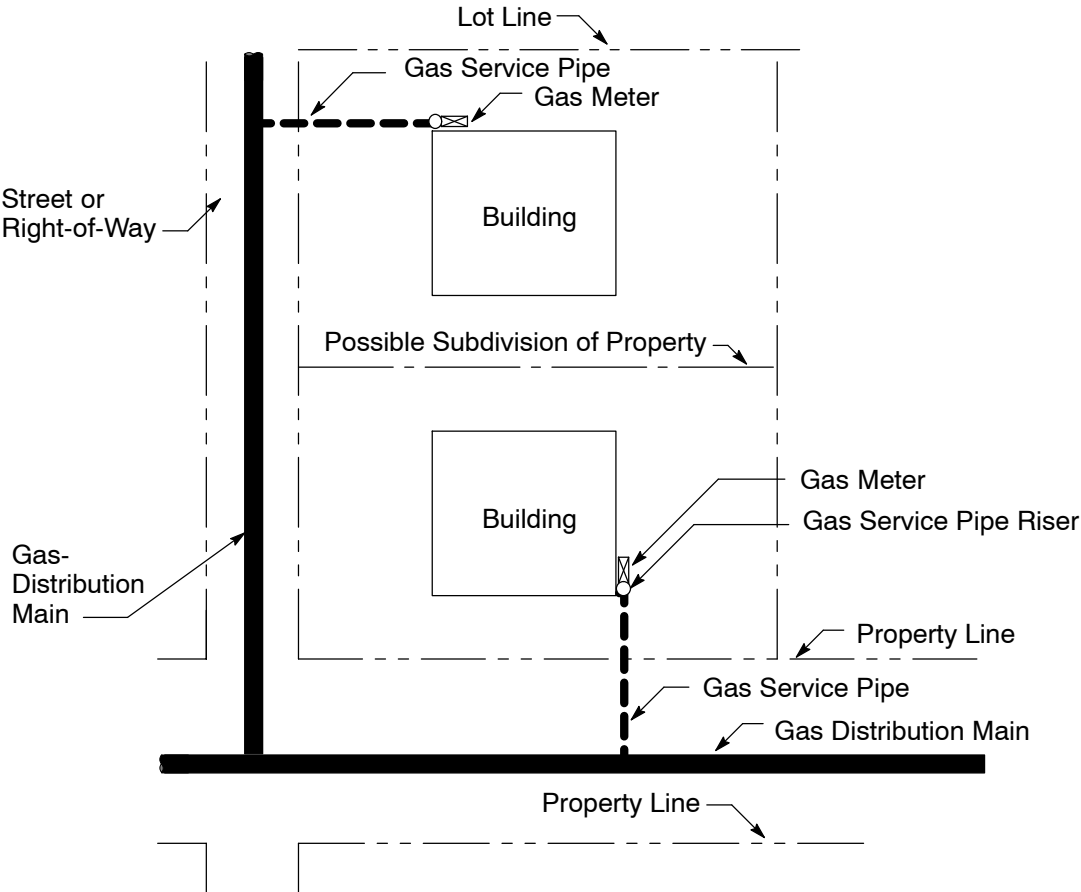 Lot Line
Gas Service Pipe
Gas Meter
Street or
Right-of-Way
Building
Possible Subdivision of Property
Building
Gas Meter
Gas Service Pipe Riser
Gas-
Distribution
Main
Property Line
Gas Service Pipe
Gas Distribution Main
Property Line